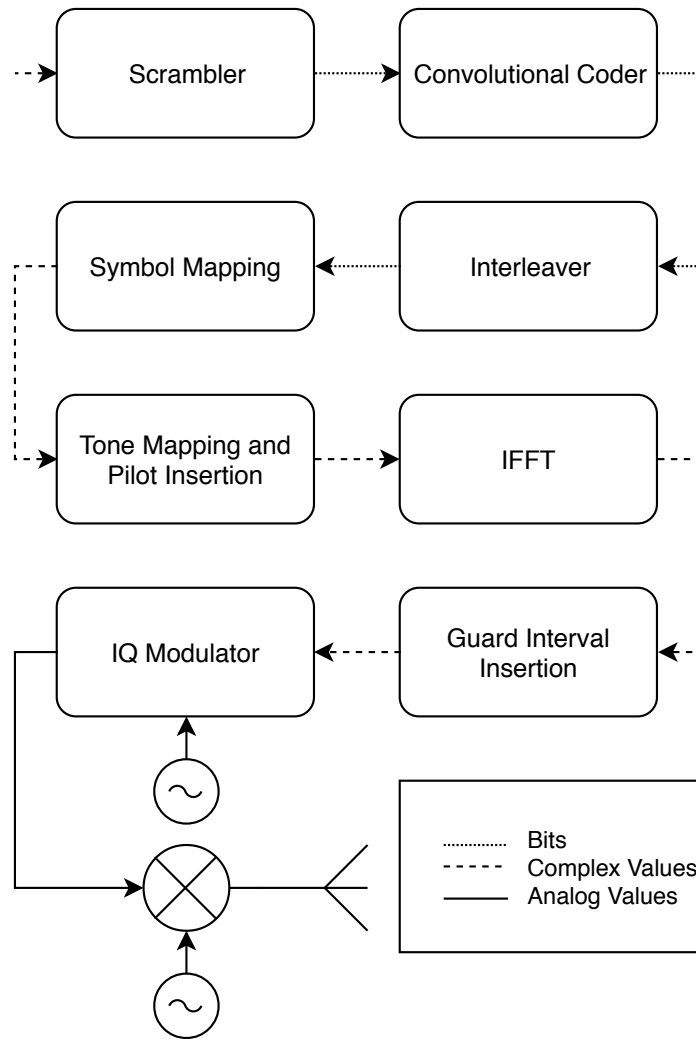 Scrambler
Convolutional Coder
Symbol Mapping
Interleaver
Tone Mapping and
Pilot Insertion
IFFT
IQ Modulator
Guard Interval
Insertion
Bits
Complex Values
Analog Values